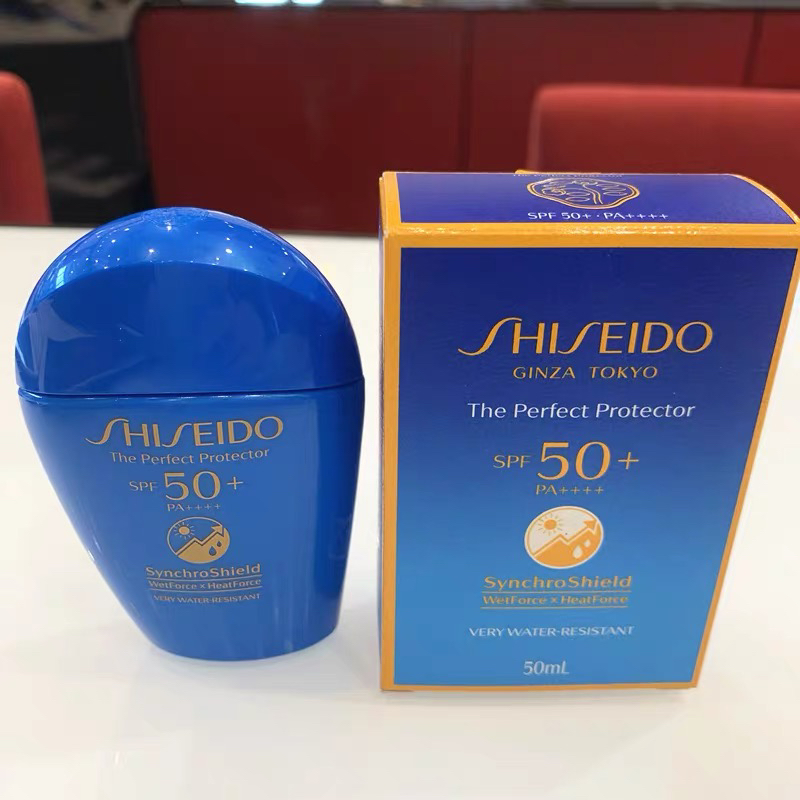 SHISEIDO
The Perfect Protector
SPF 50+
PA++++
SynchroShield
WetForce × HeatForce
VERY WATER-RESISTANT
SPF 50+・PA++++
SHISEIDO
GINZA TOKYO
The Perfect Protector
SPF 50+
PA++++
SynchroShield
WetForce × HeatForce
VERY WATER-RESISTANT
50mL